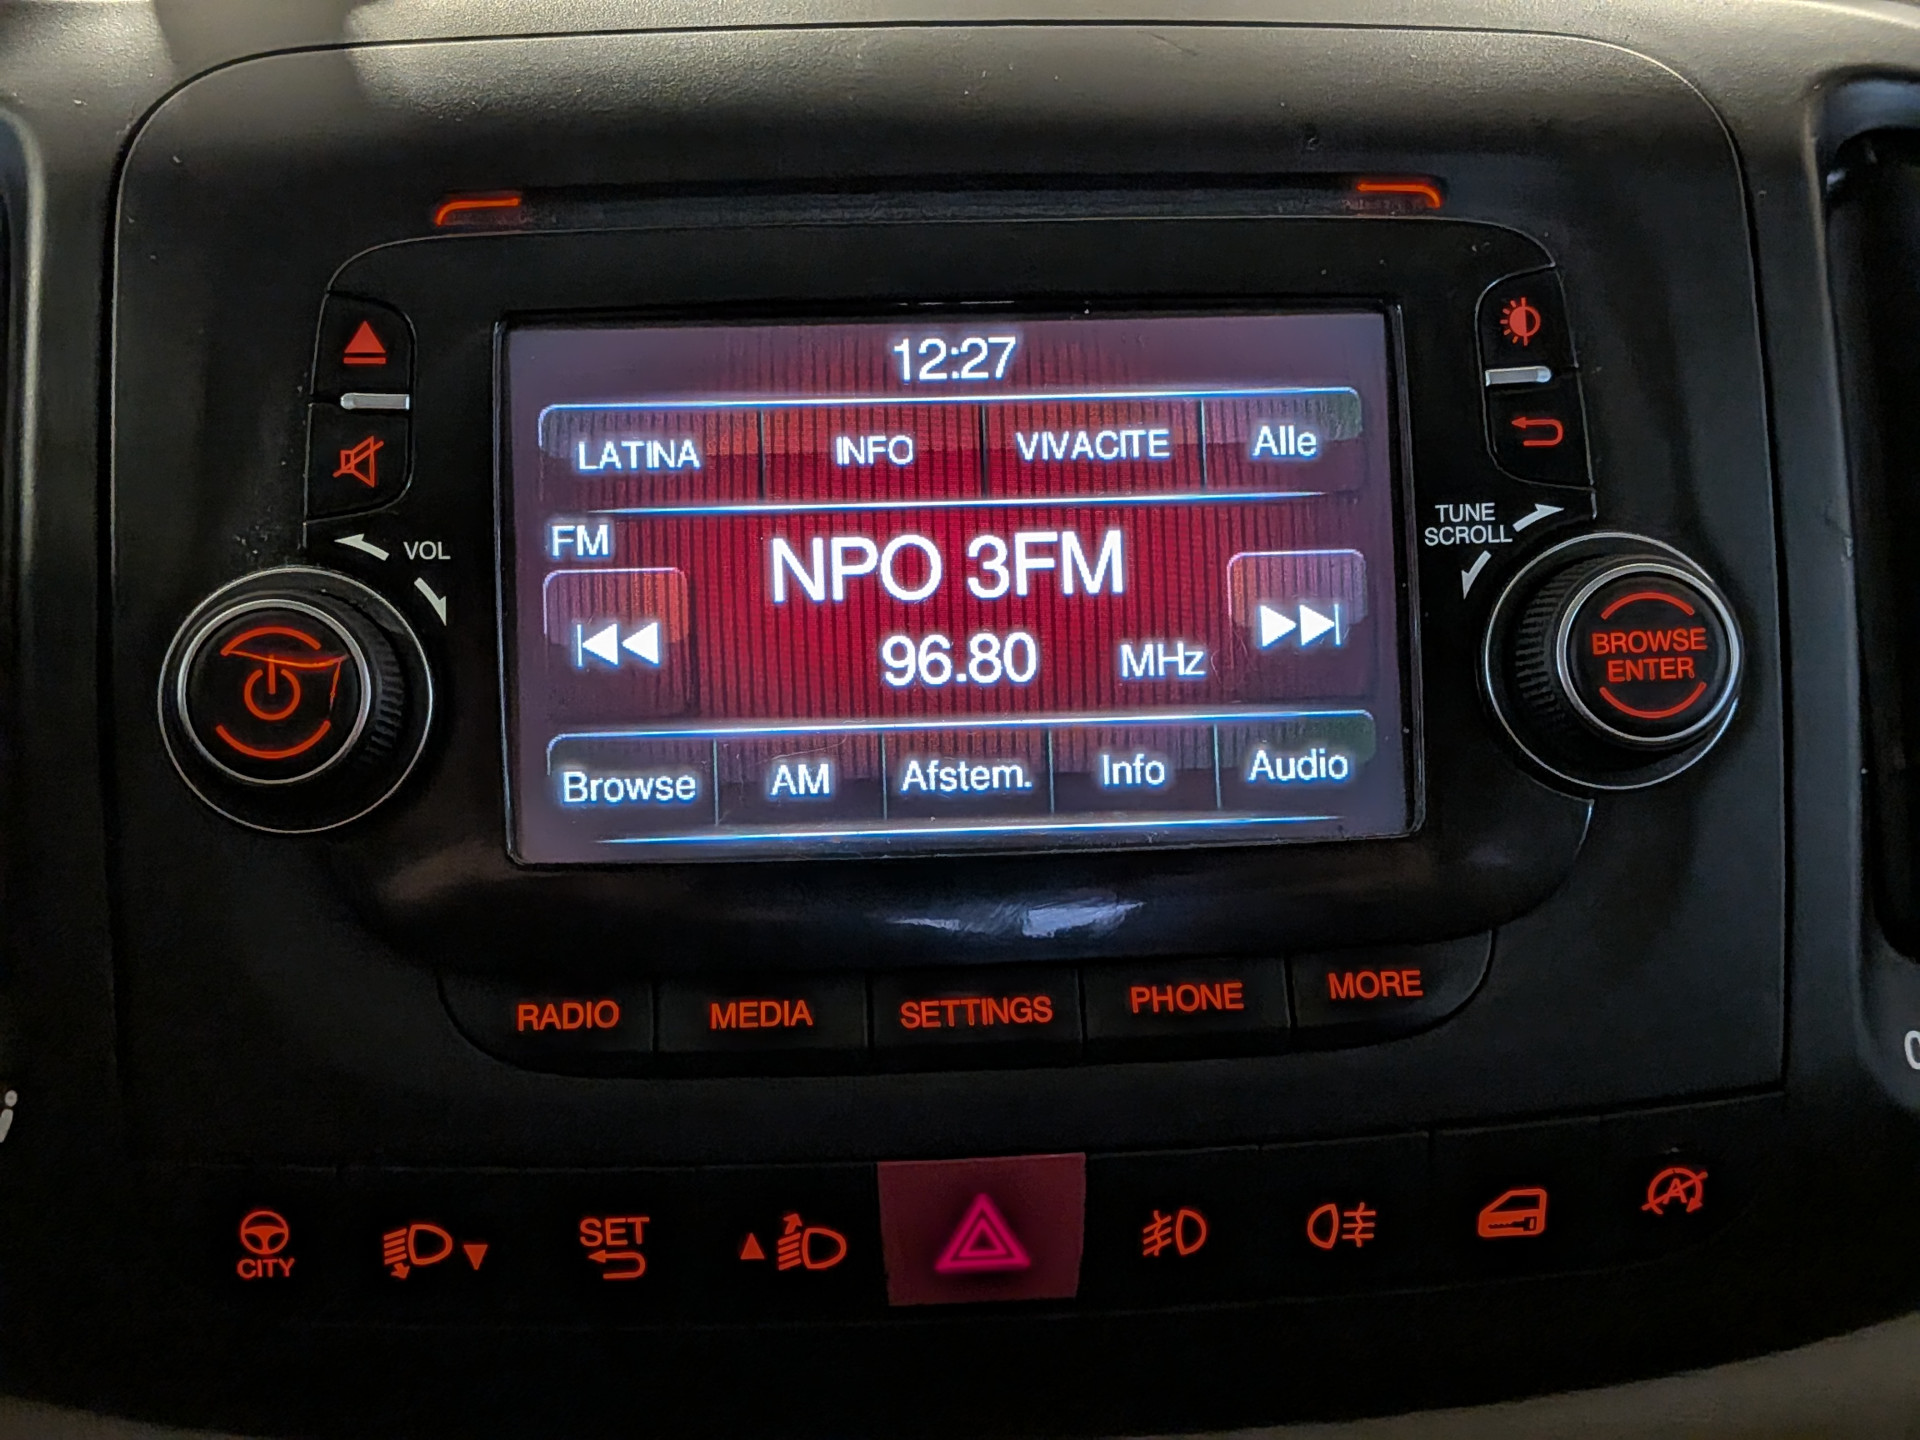 12:27
LATINA INFO VIVACITE Alle
FM
NPO 3FM
96.80 MHz
Browse AM Afstem. Info Audio
VOL
TUNE
SCROLL
BROWSE
ENTER
RADIO MEDIA SETTINGS PHONE MORE
CITY
SET
A